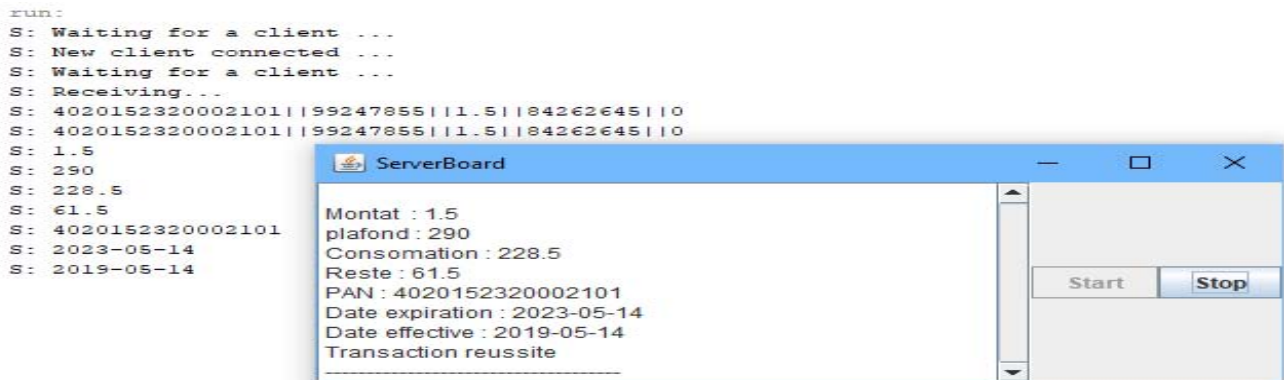 run:
S: Waiting for a client ...
S: New client connected ...
S: Waiting for a client ...
S: Receiving...
S: 4020152320002101||99247855||1.5||84262645||0
S: 4020152320002101||99247855||1.5||84262645||0
S: 1.5
S: 290
S: 228.5
S: 61.5
S: 4020152320002101
S: 2023-05-14
S: 2019-05-14
ServerBoard
Montat : 1.5
plafond : 290
Consomation : 228.5
Reste : 61.5
PAN : 4020152320002101
Date expiration : 2023-05-14
Date effective : 2019-05-14
Transaction reussite
------------------------------------
Start
Stop